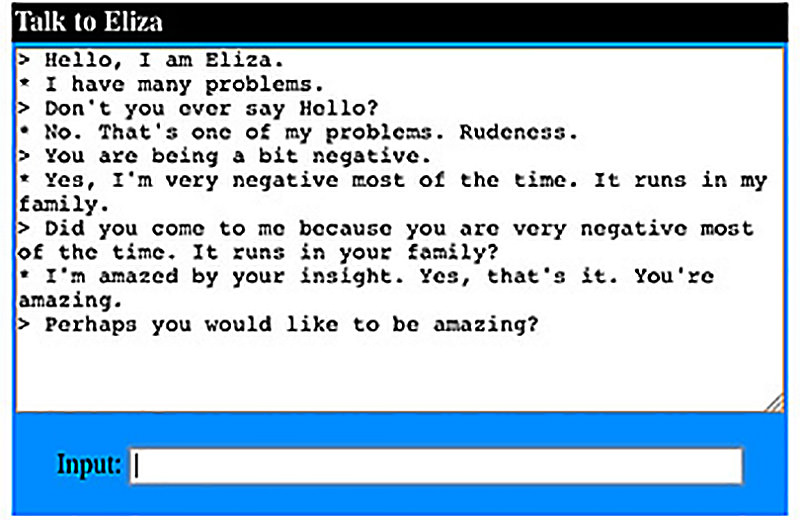 Talk to Eliza
> Hello, I am Eliza.
* I have many problems.
> Don't you ever say Hello?
* No. That's one of my problems. Rudeness.
> You are being a bit negative.
* Yes, I'm very negative most of the time. It runs in my
family.
> Did you come to me because you are very negative most
of the time. It runs in your family?
* I'm amazed by your insight. Yes, that's it. You're
amazing.
> Perhaps you would like to be amazing?
Input: